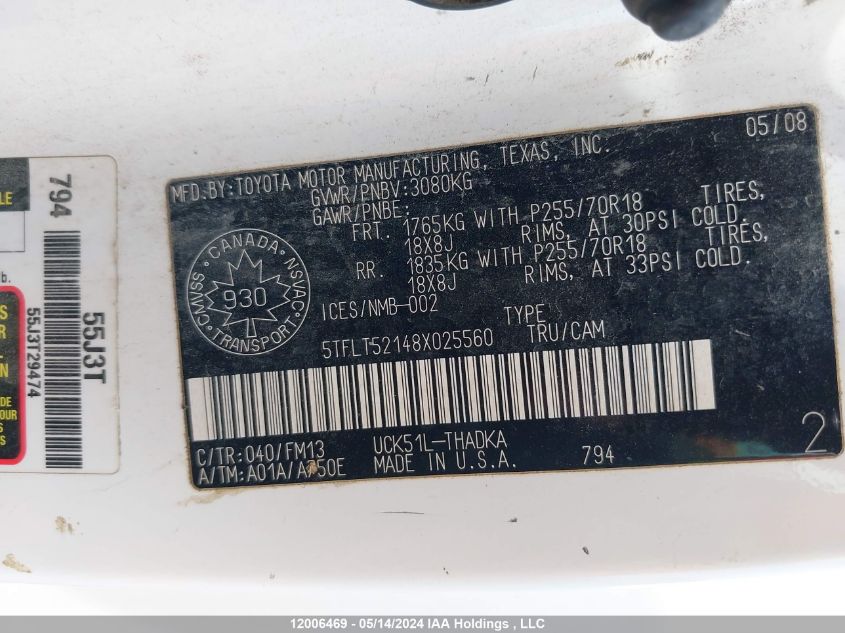 05/08
MFD.BY:TOYOTA MOTOR MANUFACTURING, TEXAS, INC.
GVWR/PNBV:3080KG
GAWR/PNBE:
FRT. 1765KG WITH P255/70R18 TIRES,
18X8J RIMS, AT 30PSI COLD.
RR. 1835KG WITH P255/70R18 TIRES,
18X8J RIMS, AT 33PSI COLD.
CANADA
CMVSS NSVAC
930
TRANSPORT
ICES/NMB-002
TYPE
5TFLT52148X025560 TRU/CAM
C/TR:040/FM13 UCK51L-THADKA
A/TM:A01A/A750E MADE IN U.S.A. 794
2
794
55J3T
55J3T29474
LE
b.
S
R
N
DE
OUR
S
S
12006469 - 05/14/2024 IAA Holdings , LLC